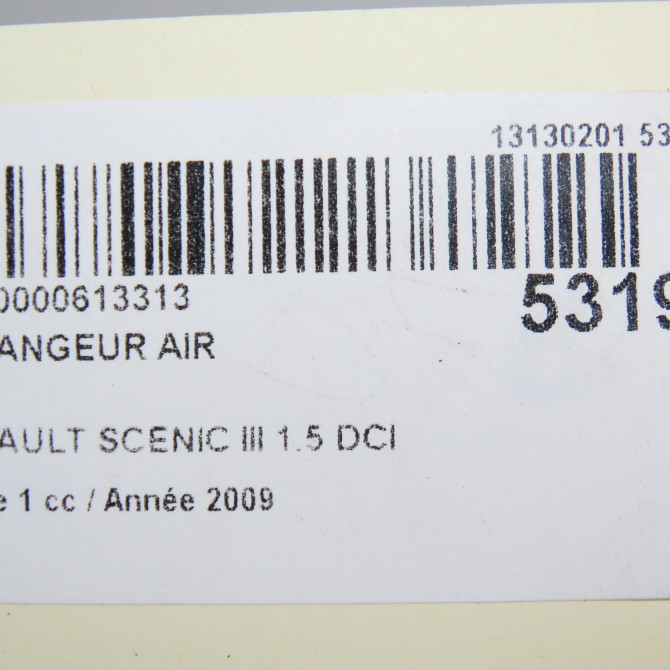 13130201 53
0000613313
5319
ANGEUR AIR
AULT SCENIC III 1.5 DCI
e 1 cc / Année 2009